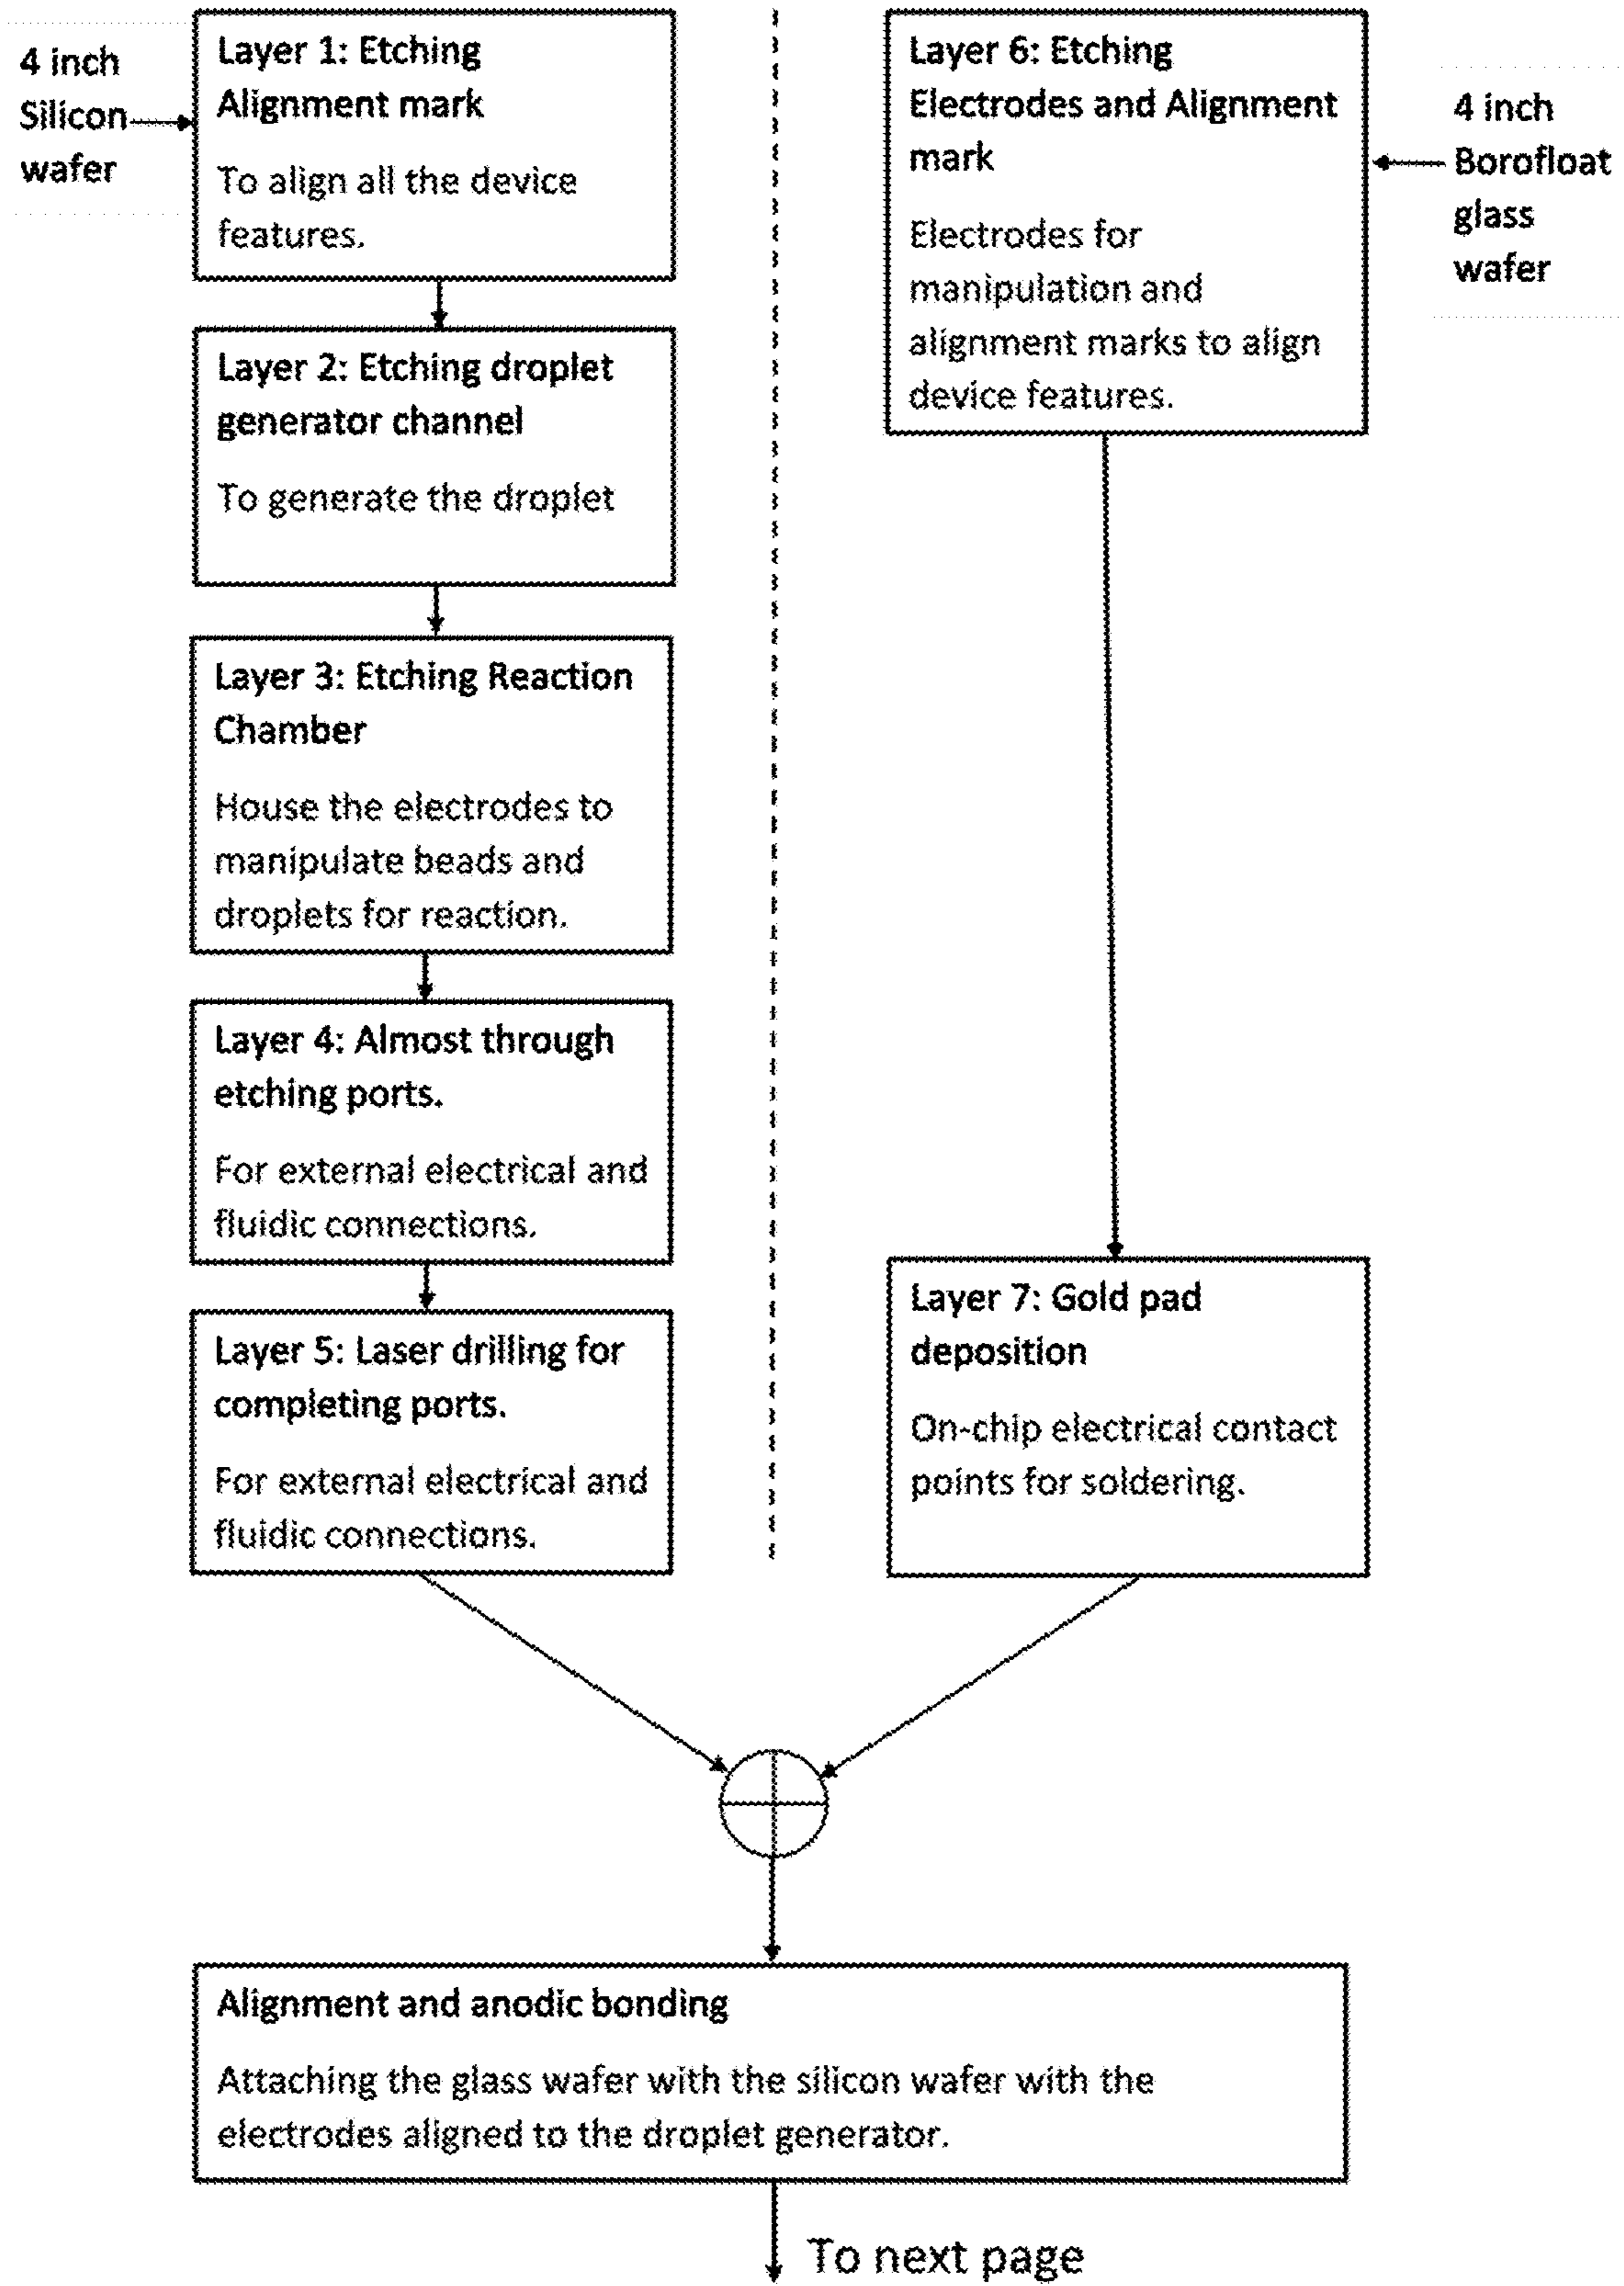 4 inch
Silicon
wafer
Layer 1: Etching
Alignment mark
To align all the device
features.
Layer 2: Etching droplet
generator channel
To generate the droplet
Layer 3: Etching Reaction
Chamber
House the electrodes to
manipulate beads and
droplets for reaction.
Layer 4: Almost through
etching ports.
For external electrical and
fluidic connections.
Layer 5: Laser drilling for
completing ports.
For external electrical and
fluidic connections.
Layer 6: Etching
Electrodes and Alignment
mark
Electrodes for
manipulation and
alignment marks to align
device features.
4 inch
Borofloat
glass
wafer
Layer 7: Gold pad
deposition
On-chip electrical contact
points for soldering.
Alignment and anodic bonding
Attaching the glass wafer with the silicon wafer with the
electrodes aligned to the droplet generator.
To next page